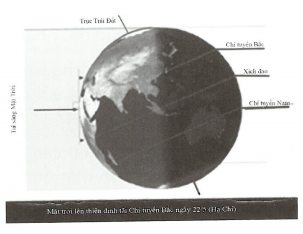 Trục Trái Đất
Chí tuyến Bắc
Xích đạo
Chí tuyến Nam
Tia sáng Mặt Trời
Mặt trời lên thiên đỉnh tại Chí tuyến Bắc ngày 22-5 (Hạ Chí)